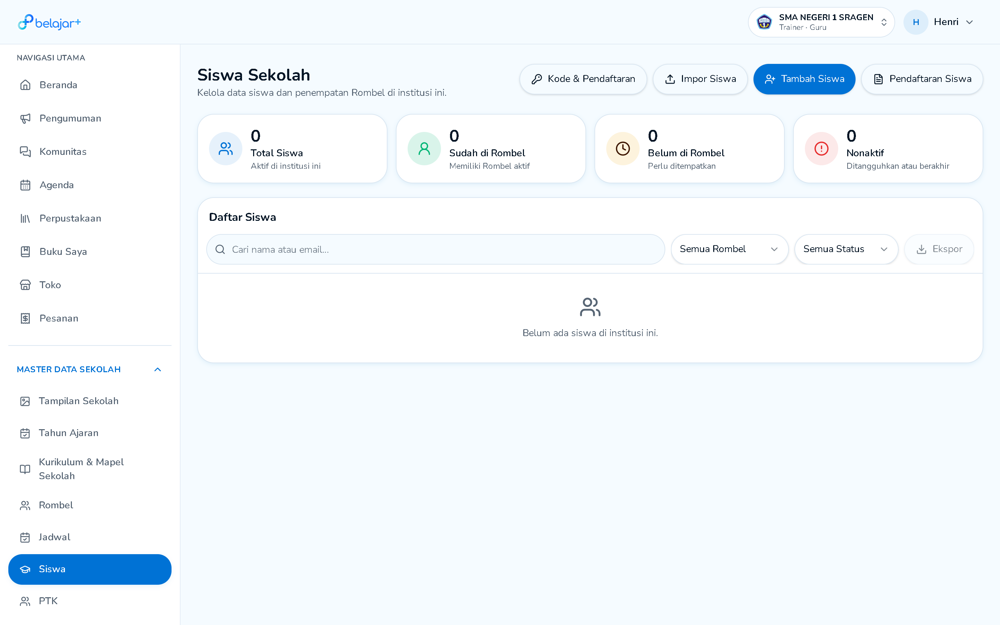 belajar+
SMA NEGERI 1 SRAGEN
Trainer · Guru
H
Henri
NAVIGASI UTAMA
Beranda
Pengumuman
Komunitas
Agenda
Perpustakaan
Buku Saya
Toko
Pesanan
MASTER DATA SEKOLAH
Tampilan Sekolah
Tahun Ajaran
Kurikulum & Mapel
Sekolah
Rombel
Jadwal
Siswa
PTK
Siswa Sekolah
Kelola data siswa dan penempatan Rombel di institusi ini.
Kode & Pendaftaran
Impor Siswa
Tambah Siswa
Pendaftaran Siswa
0
Total Siswa
Aktif di institusi ini
0
Sudah di Rombel
Memiliki Rombel aktif
0
Belum di Rombel
Perlu ditempatkan
0
Nonaktif
Ditangguhkan atau berakhir
Daftar Siswa
Cari nama atau email...
Semua Rombel
Semua Status
Ekspor
Belum ada siswa di institusi ini.